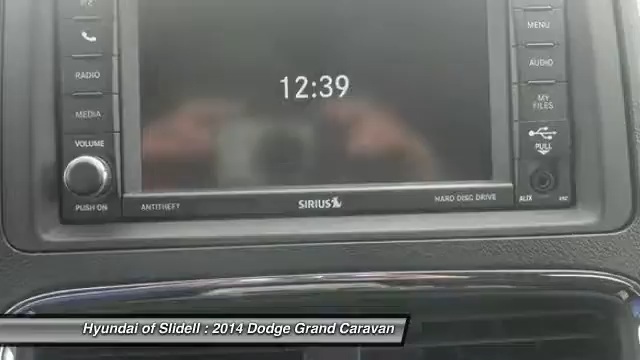 MENU
12:39
RADIO
AUDIO
MEDIA
MY
FILES
VOLUME
PULL
PUSH ON
ANTITHEFT
SIRIUS
HARD DISC DRIVE
AUX
Hyundai of Slidell : 2014 Dodge Grand Caravan